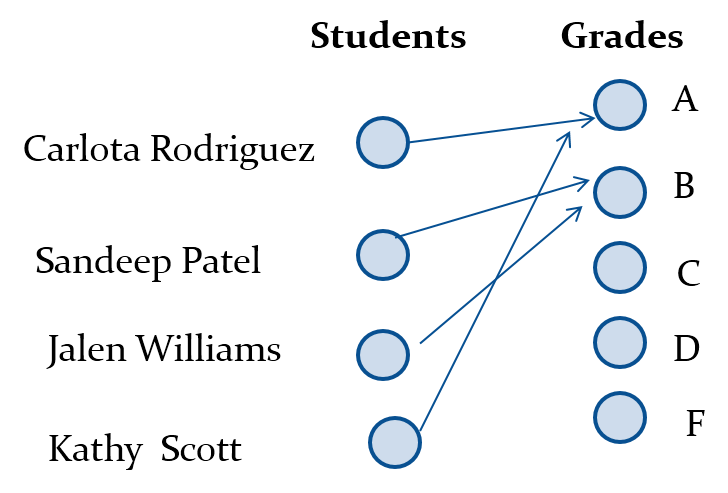 Students Grades
A
Carlota Rodriguez
B
Sandeep Patel
C
Jalen Williams
D
F
Kathy Scott